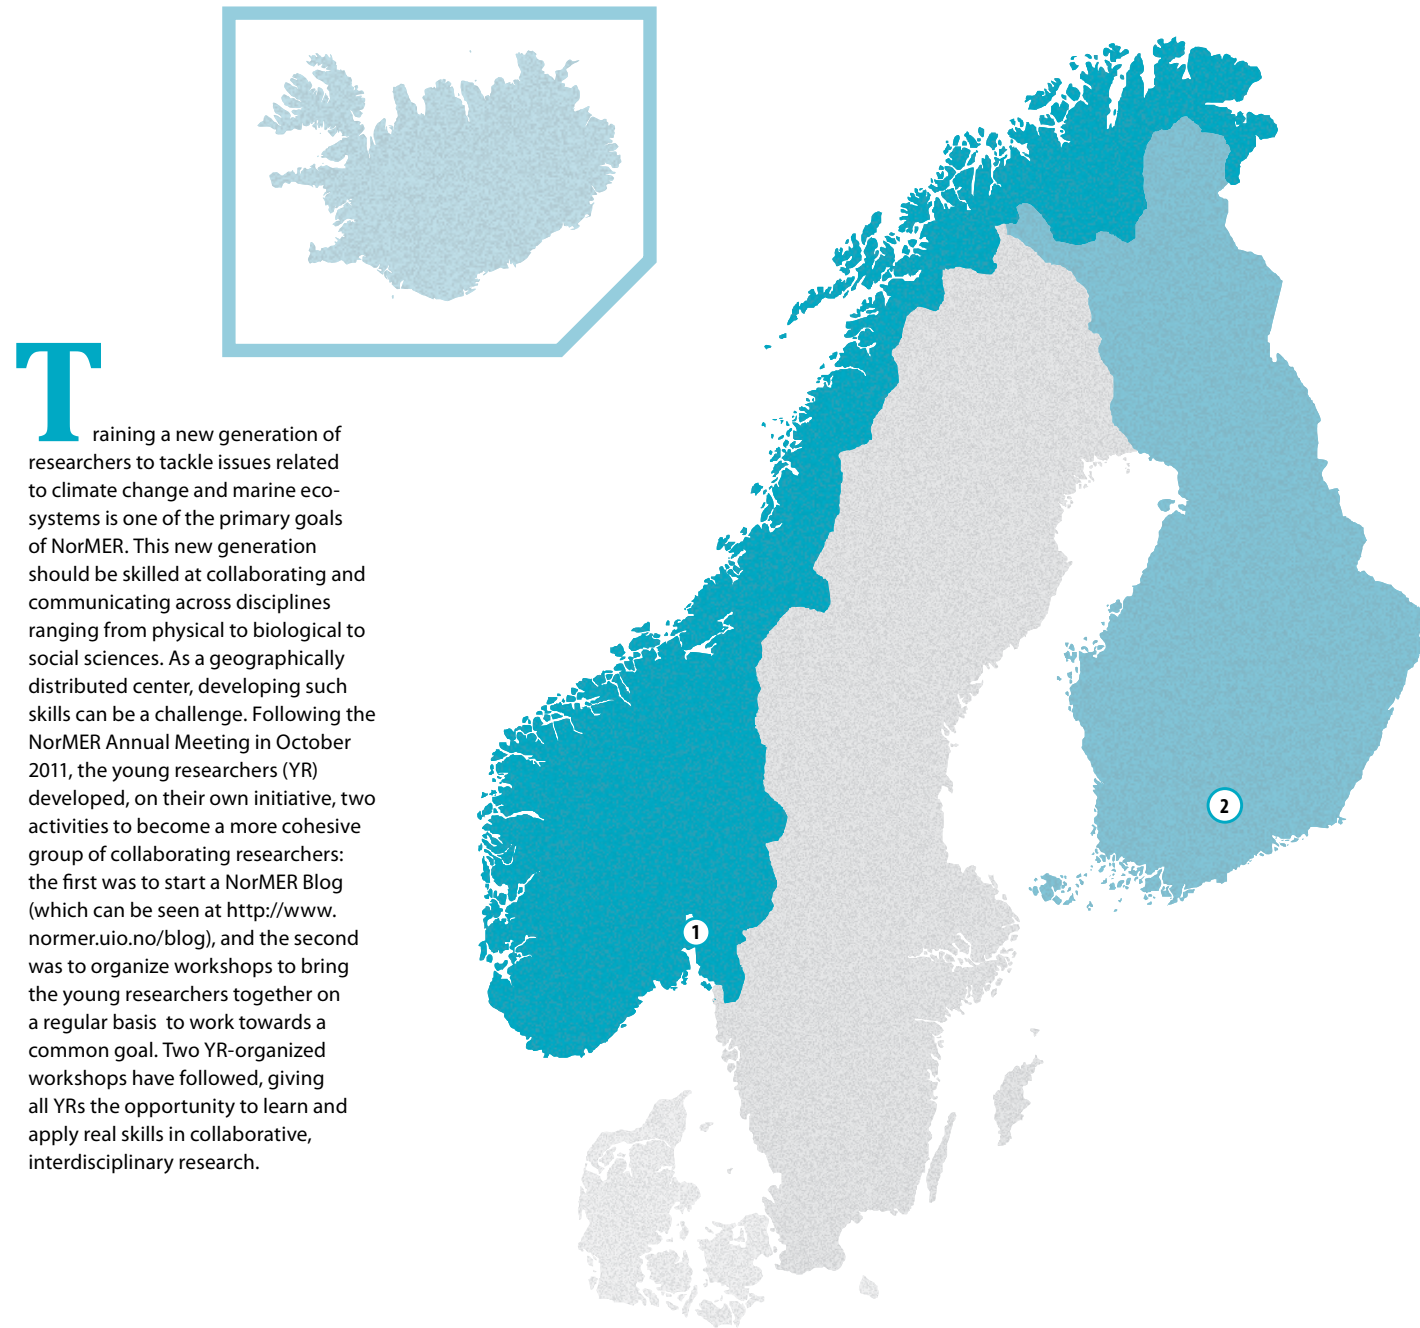 Training a new generation of
researchers to tackle issues related
to climate change and marine eco-
systems is one of the primary goals
of NorMER. This new generation
should be skilled at collaborating and
communicating across disciplines
ranging from physical to biological to
social sciences. As a geographically
distributed center, developing such
skills can be a challenge. Following the
NorMER Annual Meeting in October
2011, the young researchers (YR)
developed, on their own initiative, two
activities to become a more cohesive
group of collaborating researchers:
the first was to start a NorMER Blog
(which can be seen at http://www.
normer.uio.no/blog), and the second
was to organize workshops to bring
the young researchers together on
a regular basis to work towards a
common goal. Two YR-organized
workshops have followed, giving
all YRs the opportunity to learn and
apply real skills in collaborative,
interdisciplinary research.
2
1